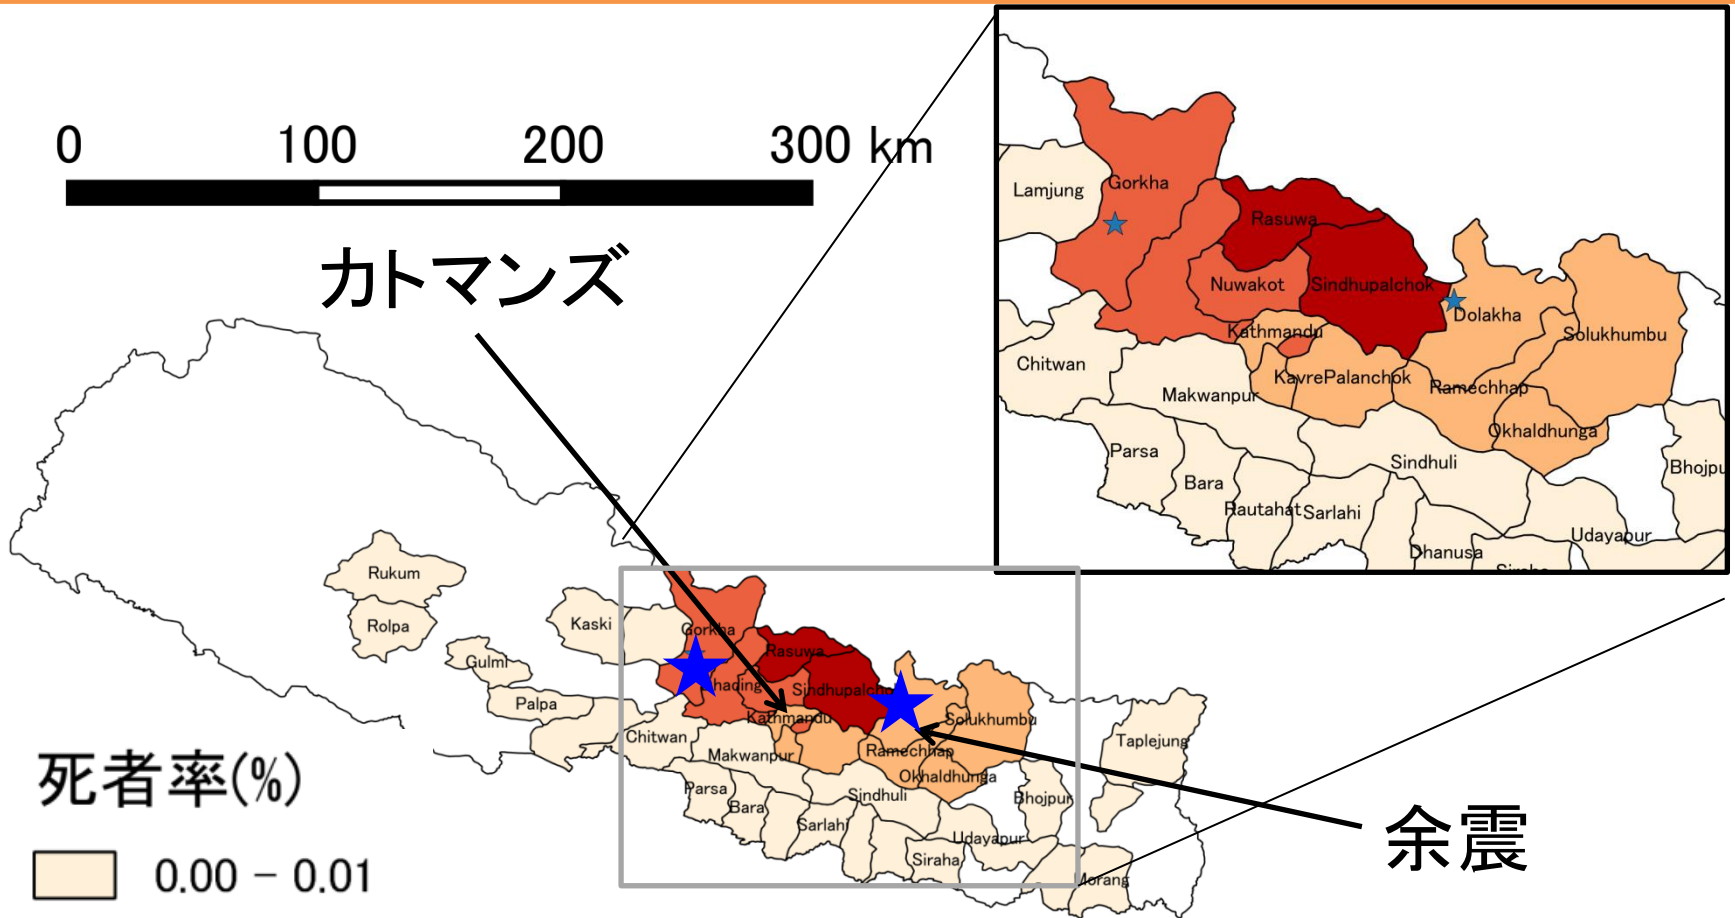 0 100 200 300 km
カトマンズ
Lamjung
Gorkha
Rasuwa
Nuwakot
Sindhupalchok
Dolakha
Kathmandu
Solukhumbu
Chitwan
KavrePalanchok
Ramechhap
Makwanpur
Okhaldhunga
Parsa
Sindhuli
Bara
Bhojpu
Rautahat
Sarlahi
Udayapur
Dhanusa
Rukum
Rolpa
Kaski
Gulmi
Palpa
Gorkha
Rasuwa
hading
Sindhupalcho
Kathmandu
Solukhumbu
Chitwan
Makwanpur
Ramechhap
Okhaldhunga
Taplejung
Parsa
Bara
Sindhuli
Bhojpur
Sarlahi
Udayapur
Siraha
Morang
余震
死者率(%)
0.00 - 0.01